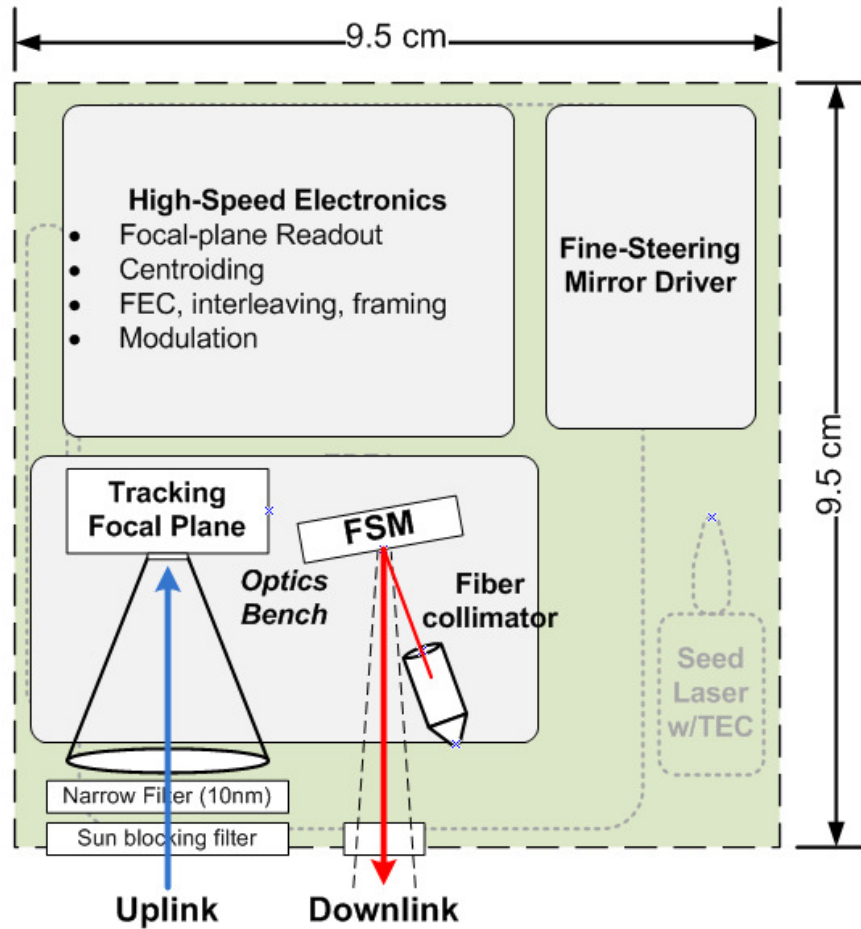 9.5 cm
High-Speed Electronics
• Focal-plane Readout
• Centroiding
• FEC, interleaving, framing
• Modulation
Fine-Steering
Mirror Driver
9.5 cm
Tracking
Focal Plane
FSM
Optics
Bench
Fiber
collimator
Seed
Laser
w/TEC
Narrow Filter (10nm)
Sun blocking filter
Uplink
Downlink